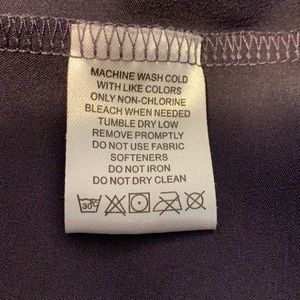 MACHINE WASH COLD
WITH LIKE COLORS
ONLY NON-CHLORINE
BLEACH WHEN NEEDED
TUMBLE DRY LOW
REMOVE PROMPTLY
DO NOT USE FABRIC
SOFTENERS
DO NOT IRON
DO NOT DRY CLEAN
30°